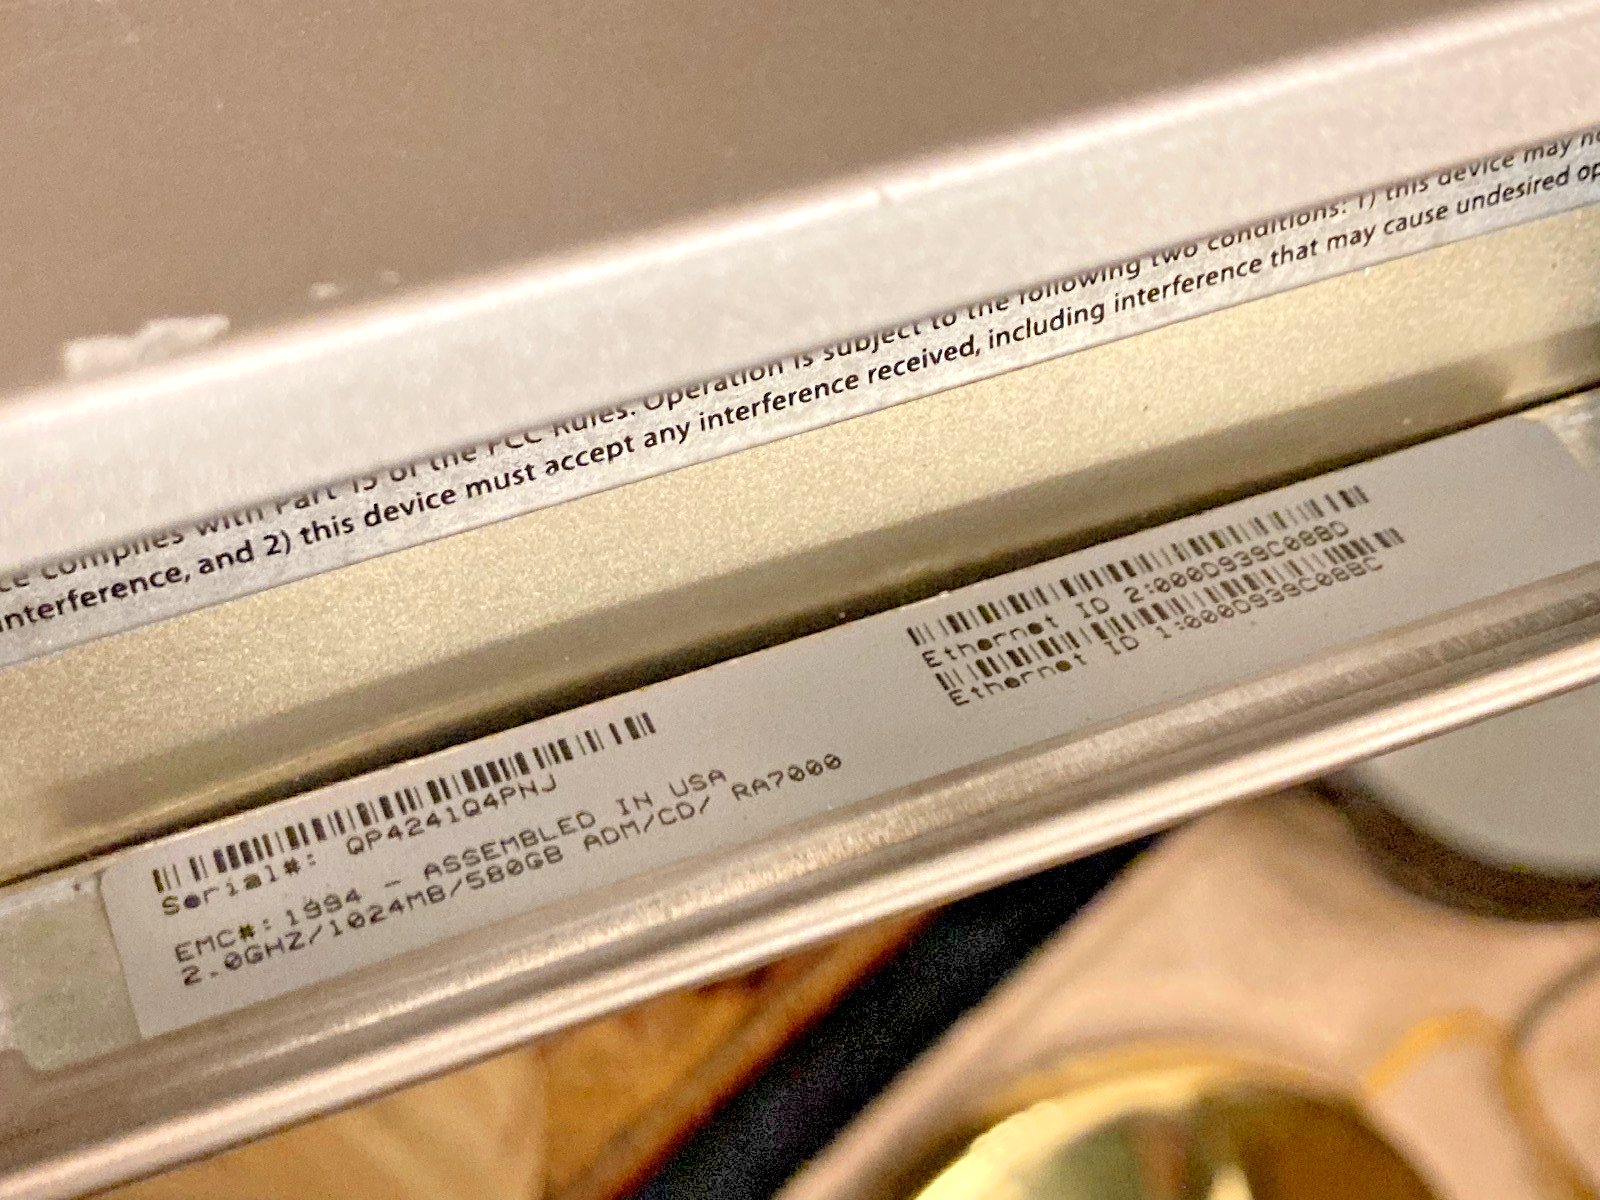 ce complies with Part 15 of the FCC Rules. Operation is subject to the following two conditions: 1) this device may no
interference, and 2) this device must accept any interference received, including interference that may cause undesired op
Ethernet ID 2:000D939C08BD
Ethernet ID 1:000D939C08BC
Serial#: QP4241Q4PNJ
EMC#:1994 – ASSEMBLED IN USA
2.0GHZ/1024MB/580GB ADM/CD/ RA7000